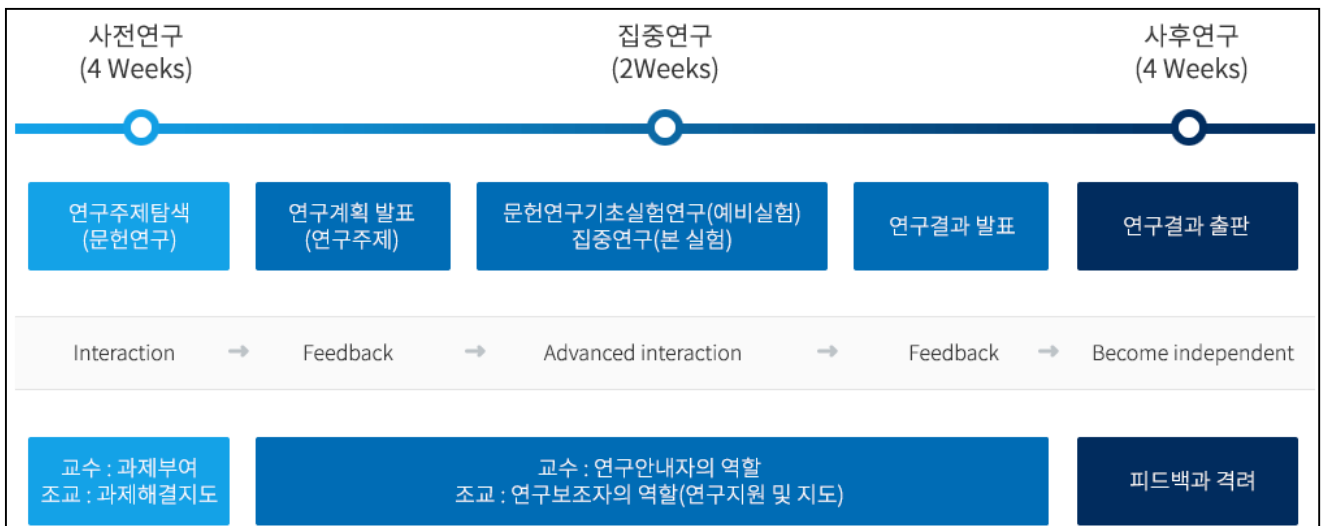 사전연구
(4 Weeks)
집중연구
(2Weeks)
사후연구
(4 Weeks)
연구주제탐색
(문헌연구)
연구계획 발표
(연구주제)
문헌연구기초실험연구(예비실험)
집중연구(본 실험)
연구결과 발표
연구결과 출판
Interaction → Feedback → Advanced interaction → Feedback → Become independent
교수 : 과제부여
조교 : 과제해결지도
교수 : 연구안내자의 역할
조교 : 연구보조자의 역할(연구지원 및 지도)
피드백과 격려